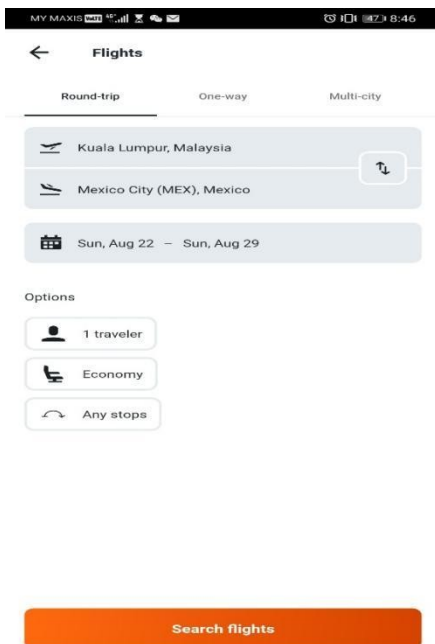 MY MAXIS 47 8:46
Flights
Round-trip One-way Multi-city
Kuala Lumpur, Malaysia
Mexico City (MEX), Mexico
Sun, Aug 22 – Sun, Aug 29
Options
1 traveler
Economy
Any stops
Search flights